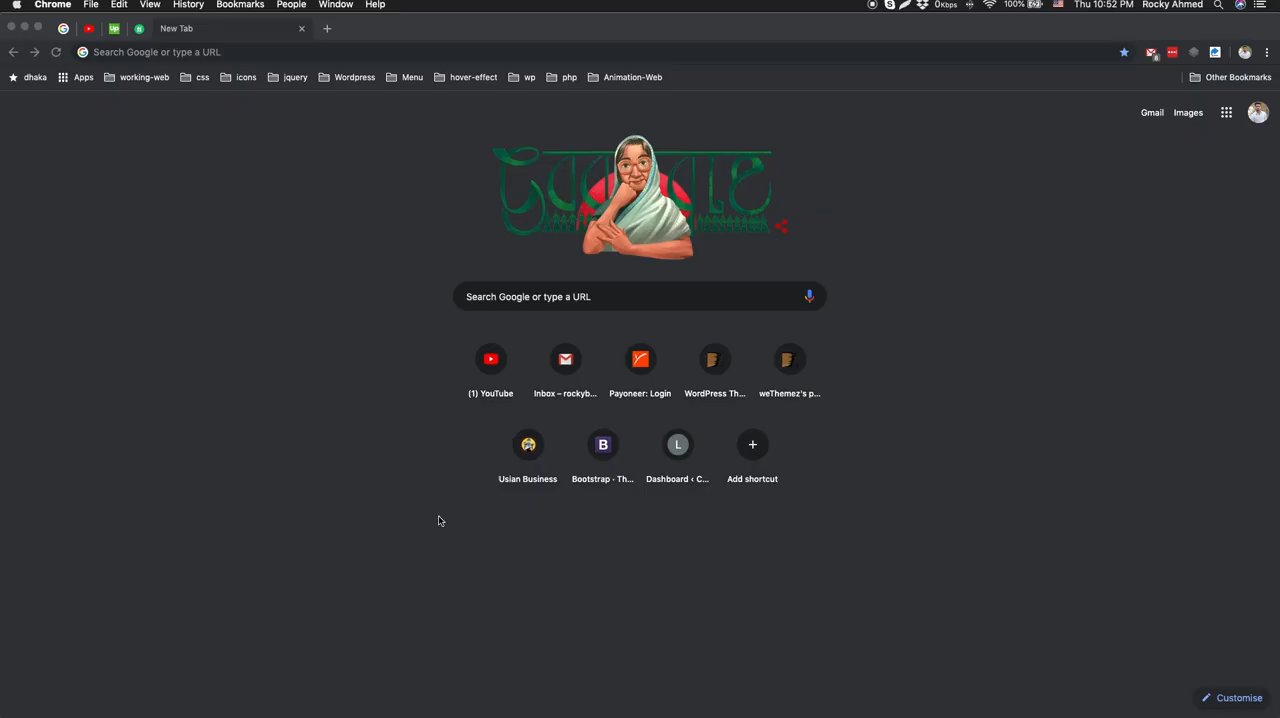 Chrome File Edit View History Bookmarks People Window Help 0Kbps 100% Thu 10:52 PM Rocky Ahmed
Up New Tab
Search Google or type a URL
dhaka Apps working-web css icons jquery Wordpress Menu hover-effect wp php Animation-Web Other Bookmarks
Gmail Images
Search Google or type a URL
(1) YouTube Inbox – rockyb... Payoneer: Login WordPress Th... weThemez's p...
B L
Usian Business Bootstrap · Th... Dashboard ‹ C... Add shortcut
Customise